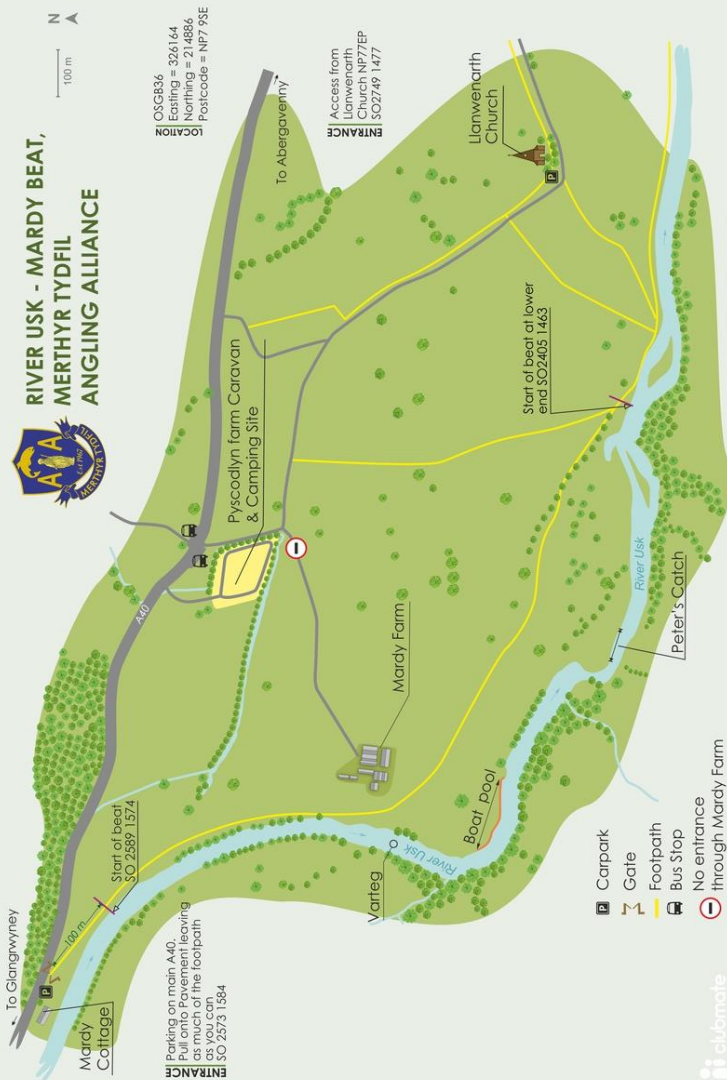 RIVER USK - MARDY BEAT,
MERTHYR TYDFIL
ANGLING ALLIANCE
MTAA
Est 1967
MERTHYR TYDFIL
N
100 m
LOCATION
OSGB36
Easting = 326164
Northing = 214886
Postcode = NP7 9SE
ENTRANCE
Access from
Llanwenarth
Church NP77EP
SO2749 1477
To Abergavenny
Llanwenarth
Church
P
Pyscodlyn farm Caravan
& Camping Site
A40
Start of beat at lower
end SO2405 1463
Mardy Farm
River Usk
Peter's Catch
Boat pool
River Usk
Varteg
Start of beat
SO 2589 1574
100 m
To Glangrwyney
P
Mardy
Cottage
ENTRANCE
Parking on main A40.
Pull onto Pavement leaving
as much of the footpath
as you can
SO 2573 1584
P Carpark
Gate
Footpath
Bus Stop
No entrance
through Mardy Farm
clubmate